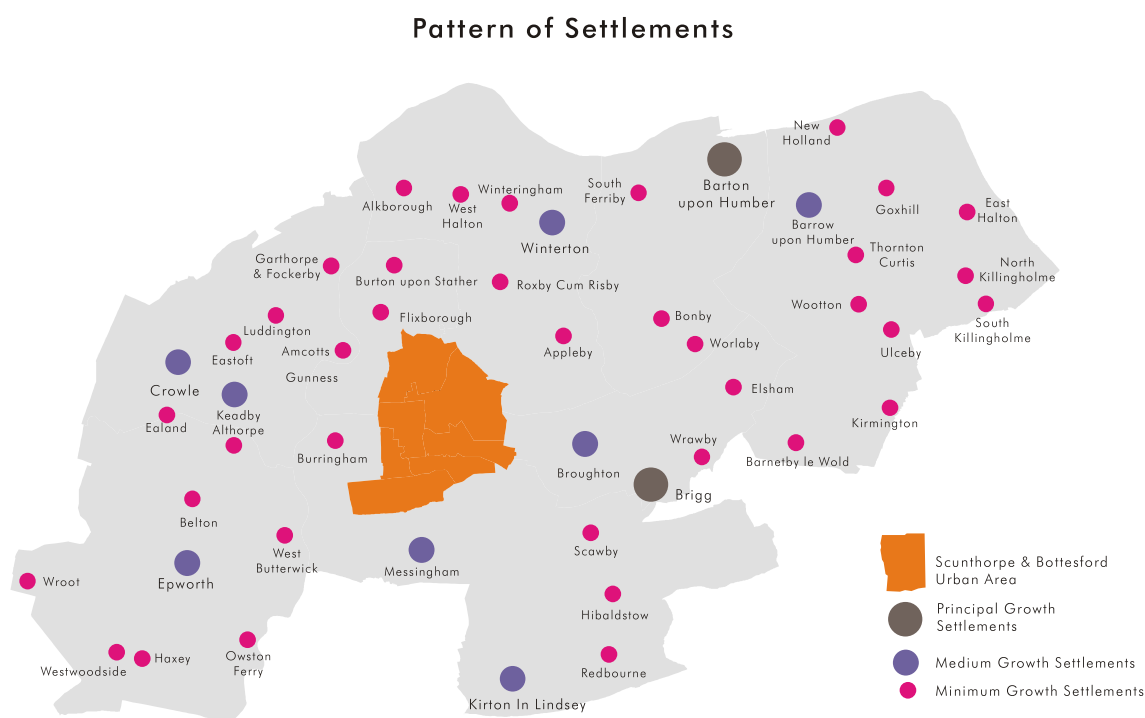 Pattern of Settlements
New
Holland
Barton
upon Humber
South
Ferriby
Winteringham
West
Halton
Alkborough
Winterton
Goxhill
East
Halton
Barrow
upon Humber
Thornton
Curtis
North
Killingholme
Garthorpe
& Fockerby
Burton upon Stather
Roxby Cum Risby
Wootton
South
Killingholme
Bonby
Flixborough
Luddington
Worlaby
Ulceby
Eastoft
Amcotts
Appleby
Gunness
Crowle
Elsham
Keadby
Althorpe
Ealand
Kirmington
Wrawby
Burringham
Barnetby le Wold
Broughton
Brigg
Belton
Scawby
West
Butterwick
Messingham
Epworth
Wroot
Hibaldstow
Owston
Ferry
Haxey
Westwoodside
Redbourne
Kirton In Lindsey
Scunthorpe & Bottesford
Urban Area
Principal Growth
Settlements
Medium Growth Settlements
Minimum Growth Settlements